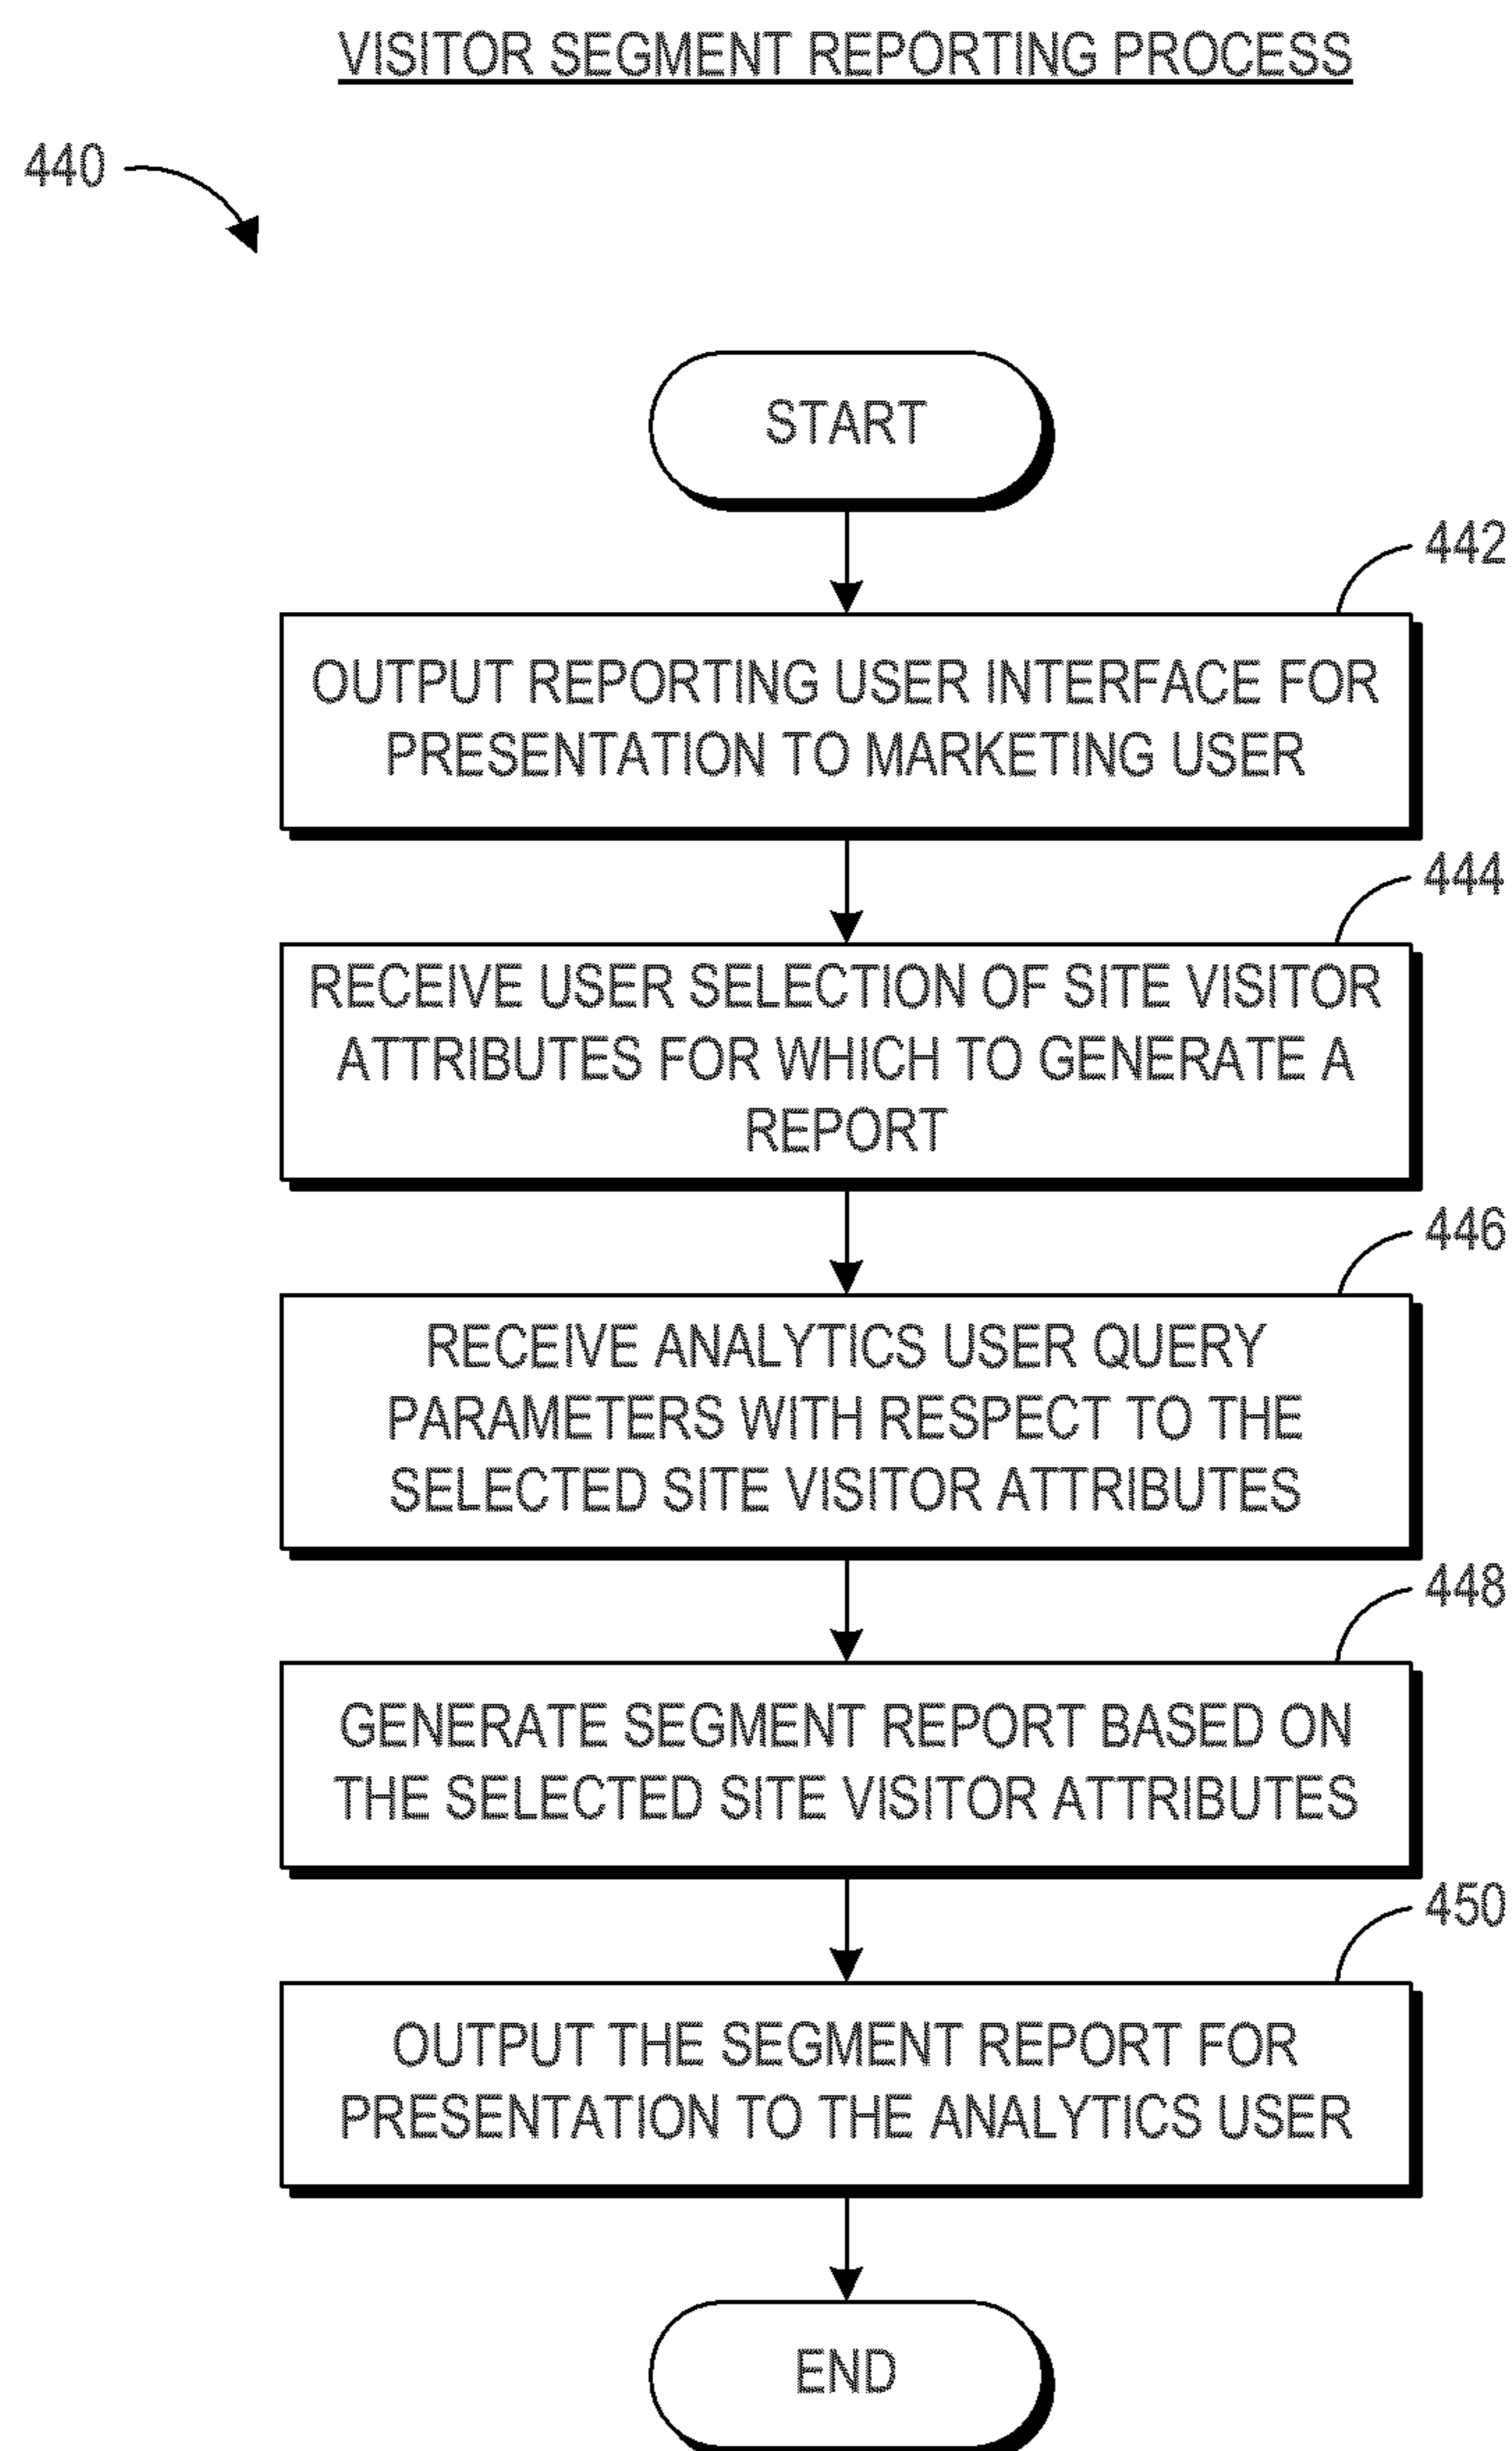 VISITOR SEGMENT REPORTING PROCESS
440
START
442
OUTPUT REPORTING USER INTERFACE FOR
PRESENTATION TO MARKETING USER
444
RECEIVE USER SELECTION OF SITE VISITOR
ATTRIBUTES FOR WHICH TO GENERATE A
REPORT
446
RECEIVE ANALYTICS USER QUERY
PARAMETERS WITH RESPECT TO THE
SELECTED SITE VISITOR ATTRIBUTES
448
GENERATE SEGMENT REPORT BASED ON
THE SELECTED SITE VISITOR ATTRIBUTES
450
OUTPUT THE SEGMENT REPORT FOR
PRESENTATION TO THE ANALYTICS USER
END